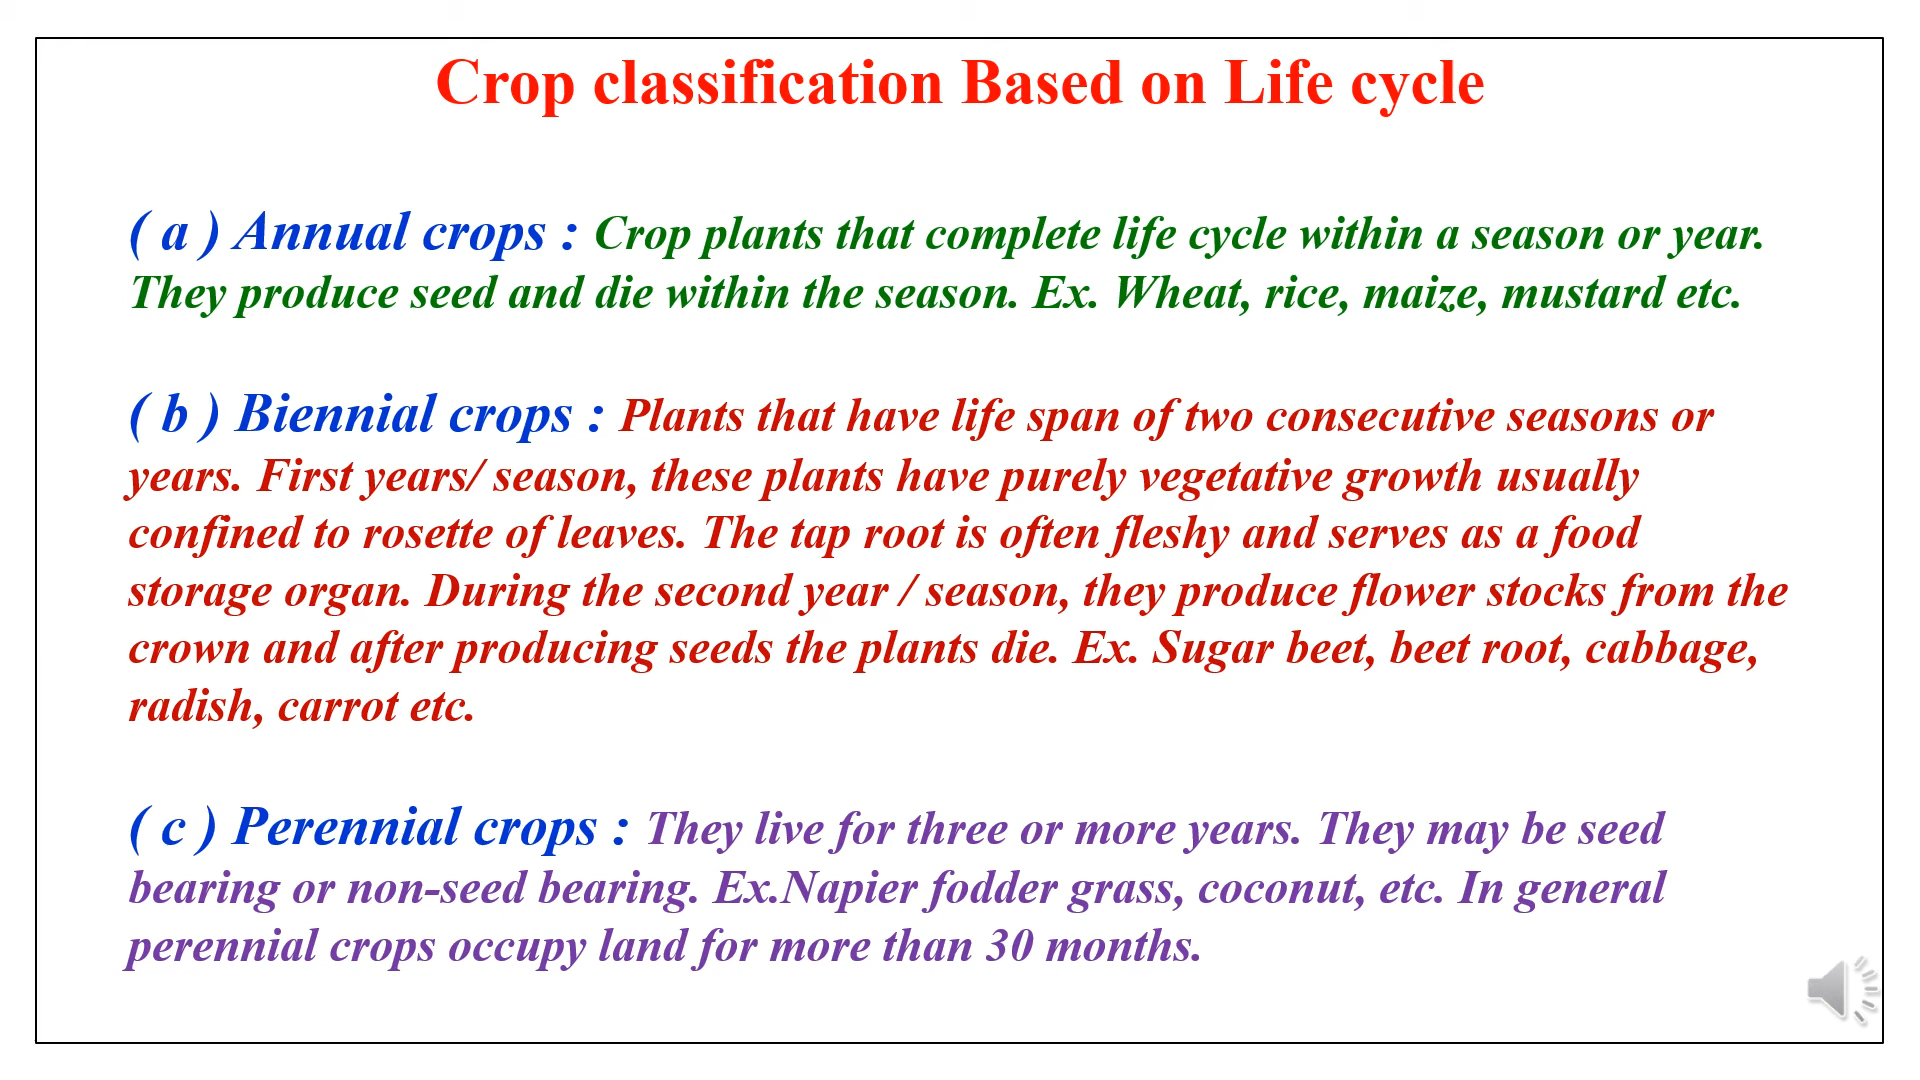 Crop classification Based on Life cycle
( a ) Annual crops : Crop plants that complete life cycle within a season or year.
They produce seed and die within the season. Ex. Wheat, rice, maize, mustard etc.
( b ) Biennial crops : Plants that have life span of two consecutive seasons or
years. First years/ season, these plants have purely vegetative growth usually
confined to rosette of leaves. The tap root is often fleshy and serves as a food
storage organ. During the second year / season, they produce flower stocks from the
crown and after producing seeds the plants die. Ex. Sugar beet, beet root, cabbage,
radish, carrot etc.
( c ) Perennial crops : They live for three or more years. They may be seed
bearing or non-seed bearing. Ex.Napier fodder grass, coconut, etc. In general
perennial crops occupy land for more than 30 months.